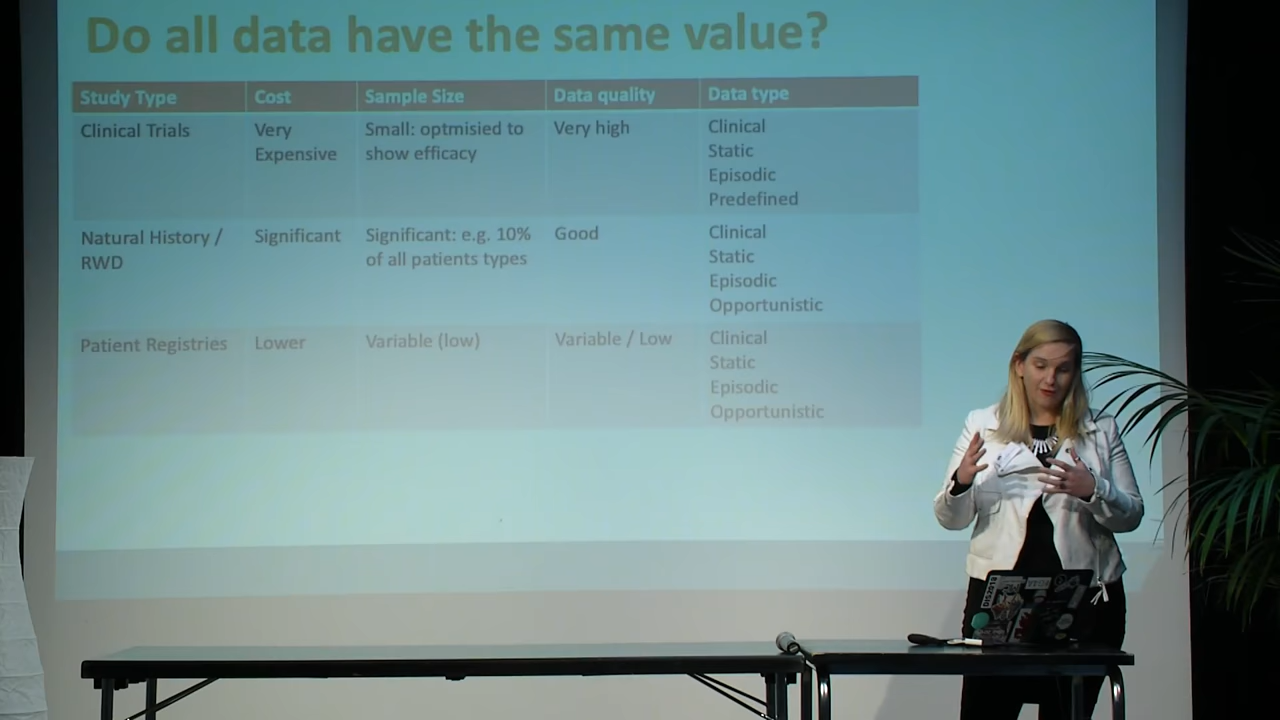 Do all data have the same value?
Study Type Cost Sample Size Data quality Data type
Clinical Trials Very Expensive Small: optmisied to show efficacy Very high Clinical Static Episodic Predefined
Natural History / RWD Significant Significant: e.g. 10% of all patients types Good Clinical Static Episodic Opportunistic
Patient Registries Lower Variable (low) Variable / Low Clinical Static Episodic Opportunistic